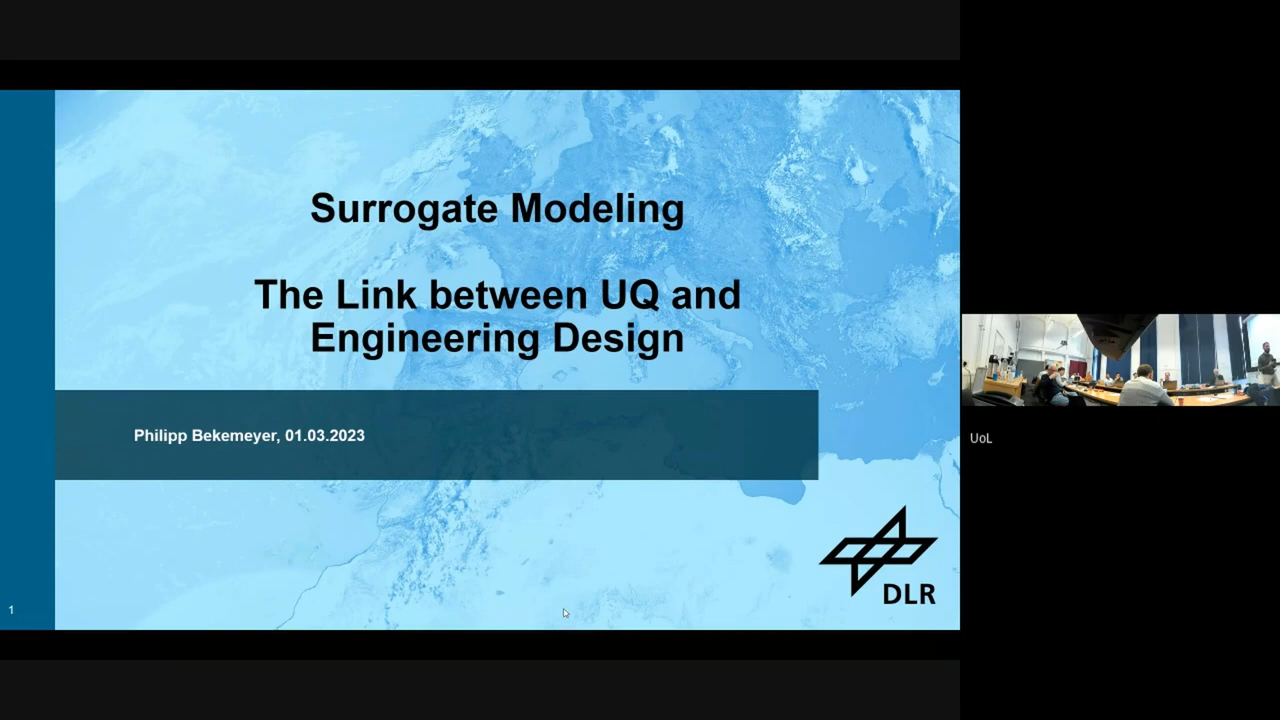 Surrogate Modeling
The Link between UQ and
Engineering Design
Philipp Bekemeyer, 01.03.2023
DLR
1
UoL